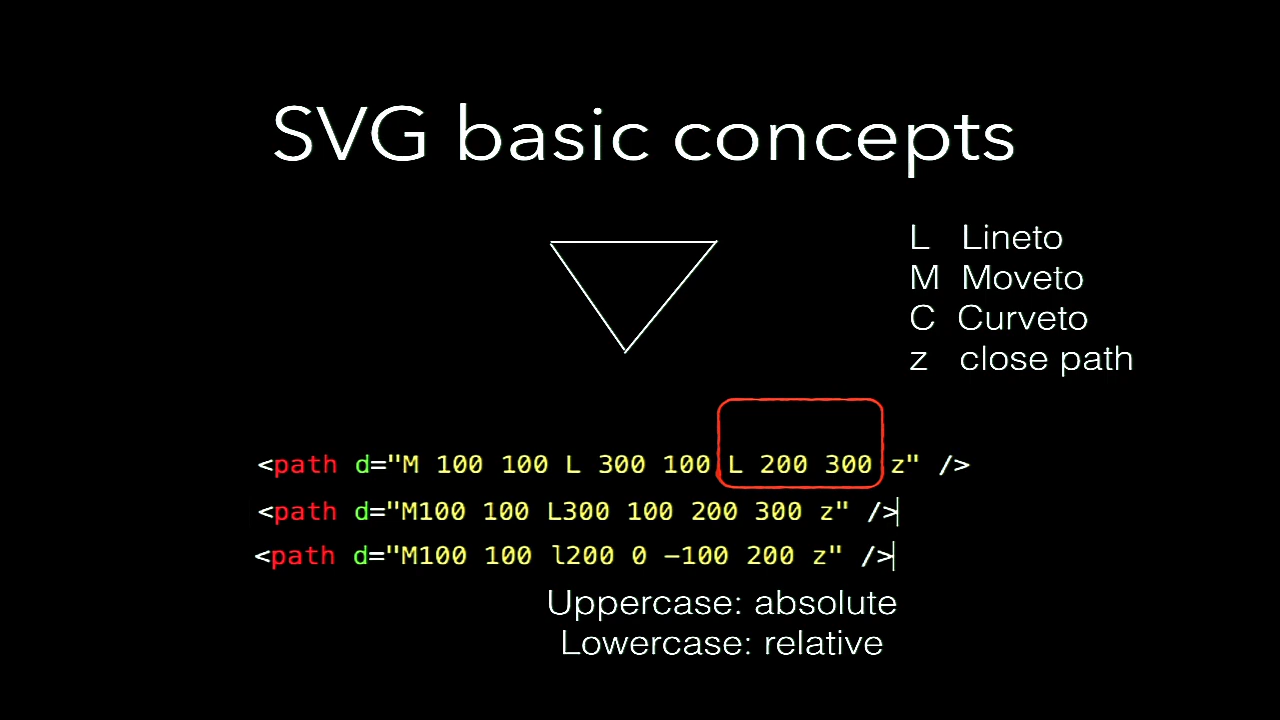 SVG basic concepts
L Lineto
M Moveto
C Curveto
z close path
<path d="M 100 100 L 300 100 L 200 300 z" />
<path d="M100 100 L300 100 200 300 z" />
<path d="M100 100 l200 0 −100 200 z" />
Uppercase: absolute
Lowercase: relative